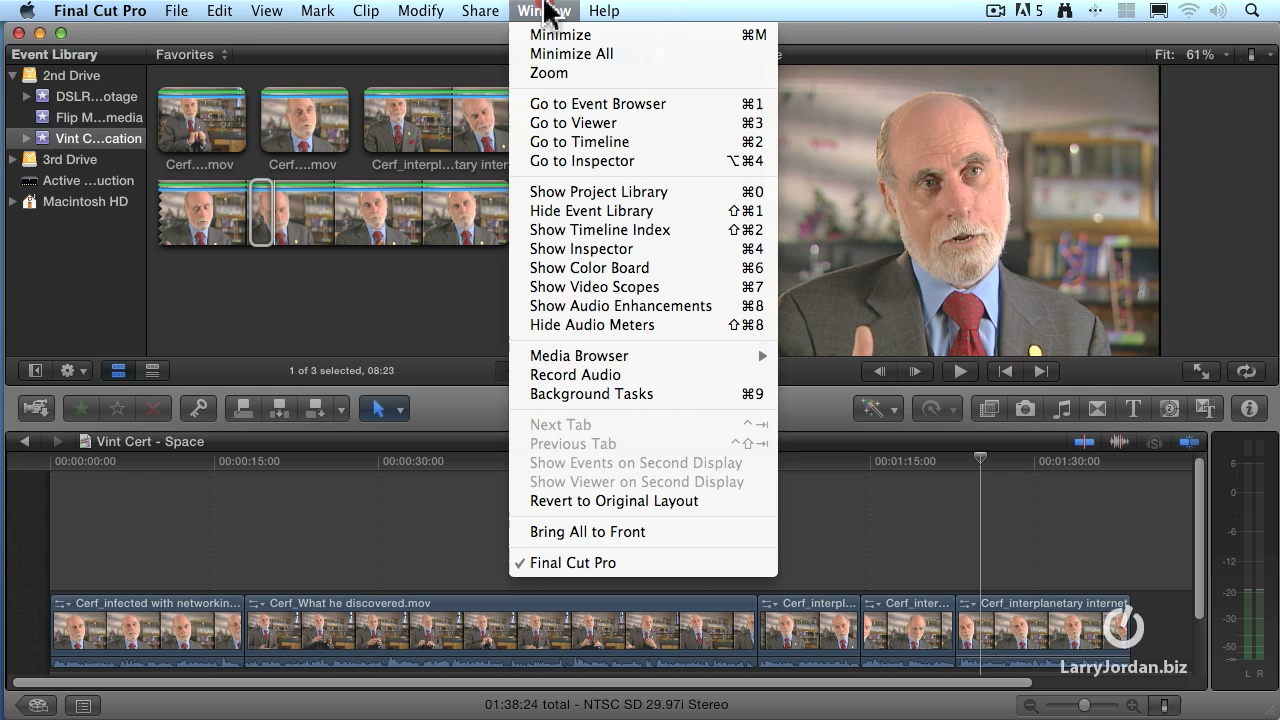 Final Cut Pro File Edit View Mark Clip Modify Share Window Help 5
Event Library
Favorites
Fit: 61%
2nd Drive
DSLR...otage
Flip M...media
Vint C...cation
3rd Drive
Active ...uction
Macintosh HD
Cerf....mov
Cerf....mov
Cerf_interpl...tary inter
1 of 3 selected, 08:23
Minimize ⌘M
Minimize All
Zoom
Go to Event Browser ⌘1
Go to Viewer ⌘3
Go to Timeline ⌘2
Go to Inspector ⌥⌘4
Show Project Library ⌘0
Hide Event Library ⇧⌘1
Show Timeline Index ⇧⌘2
Show Inspector ⌘4
Show Color Board ⌘6
Show Video Scopes ⌘7
Show Audio Enhancements ⌘8
Hide Audio Meters ⇧⌘8
Media Browser
Record Audio
Background Tasks ⌘9
Next Tab ⌃⇥
Previous Tab ⌃⇧⇥
Show Events on Second Display
Show Viewer on Second Display
Revert to Original Layout
Bring All to Front
✓ Final Cut Pro
Vint Cert - Space
00:00:00:00 00:00:15:00 00:00:30:00 00:01:15:00 00:01:30:00
Cerf_infected with networkin...
Cerf_What he discovered.mov
Cerf_interpl...
Cerf_inter...
Cerf_interplanetary internet
6
0
-6
-12
-20
-30
-50
-∞
L R
LarryJordan.biz
01:38:24 total - NTSC SD 29.97i Stereo